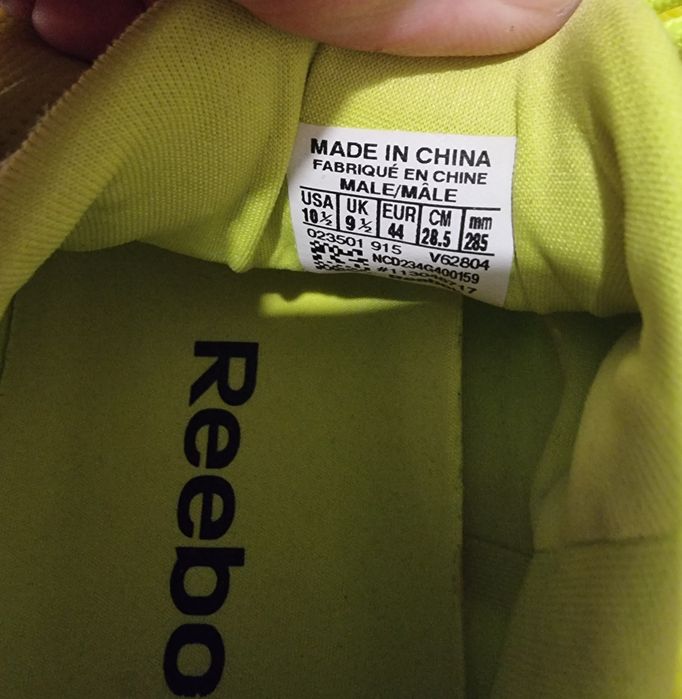 MADE IN CHINA
FABRIQUÉ EN CHINE
MALE/MÂLE
USA UK EUR CM mm
10½ 9½ 44 28.5 285
023501 915 V62804
NCD234G400159
Reebo